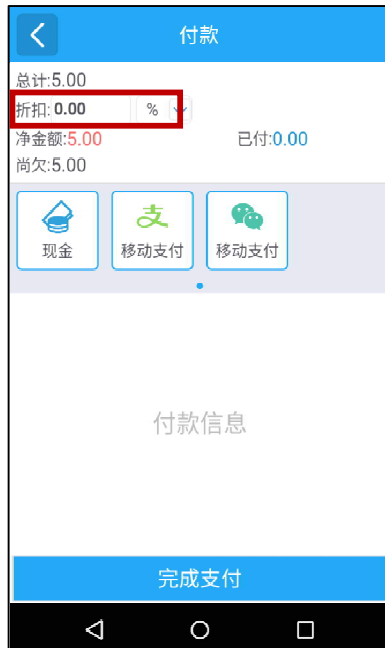 付款
总计:5.00
折扣: 0.00 %
净金额:5.00 已付:0.00
尚欠:5.00
现金 移动支付 移动支付
付款信息
完成支付